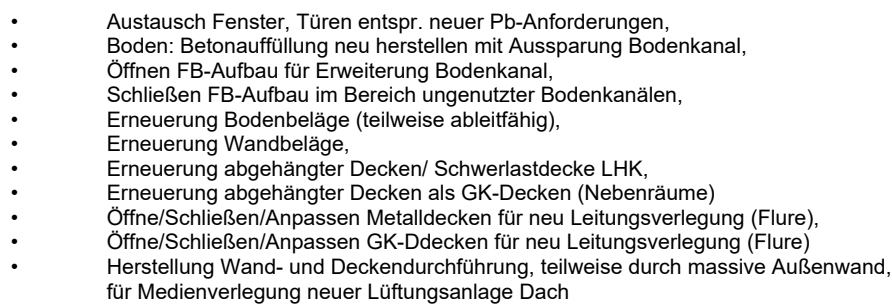 • Austausch Fenster, Türen entspr. neuer Pb-Anforderungen,
• Boden: Betonauffüllung neu herstellen mit Aussparung Bodenkanal,
• Öffnen FB-Aufbau für Erweiterung Bodenkanal,
• Schließen FB-Aufbau im Bereich ungenutzter Bodenkanälen,
• Erneuerung Bodenbeläge (teilweise ableitfähig),
• Erneuerung Wandbeläge,
• Erneuerung abgehängter Decken/ Schwerlastdecke LHK,
• Erneuerung abgehängter Decken als GK-Decken (Nebenräume)
• Öffne/Schließen/Anpassen Metalldecken für neu Leitungsverlegung (Flure),
• Öffne/Schließen/Anpassen GK-Ddecken für neu Leitungsverlegung (Flure)
• Herstellung Wand- und Deckendurchführung, teilweise durch massive Außenwand,
für Medienverlegung neuer Lüftungsanlage Dach